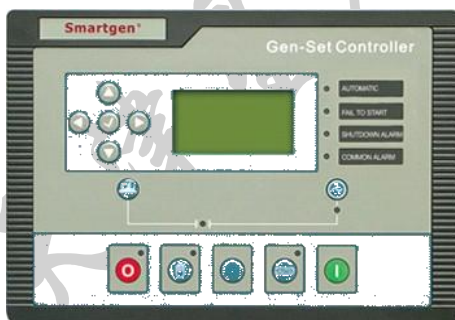 Smartgen®
Gen-Set Controller
AUTOMATIC
FAIL TO START
SHUTDOWN ALARM
COMMON ALARM